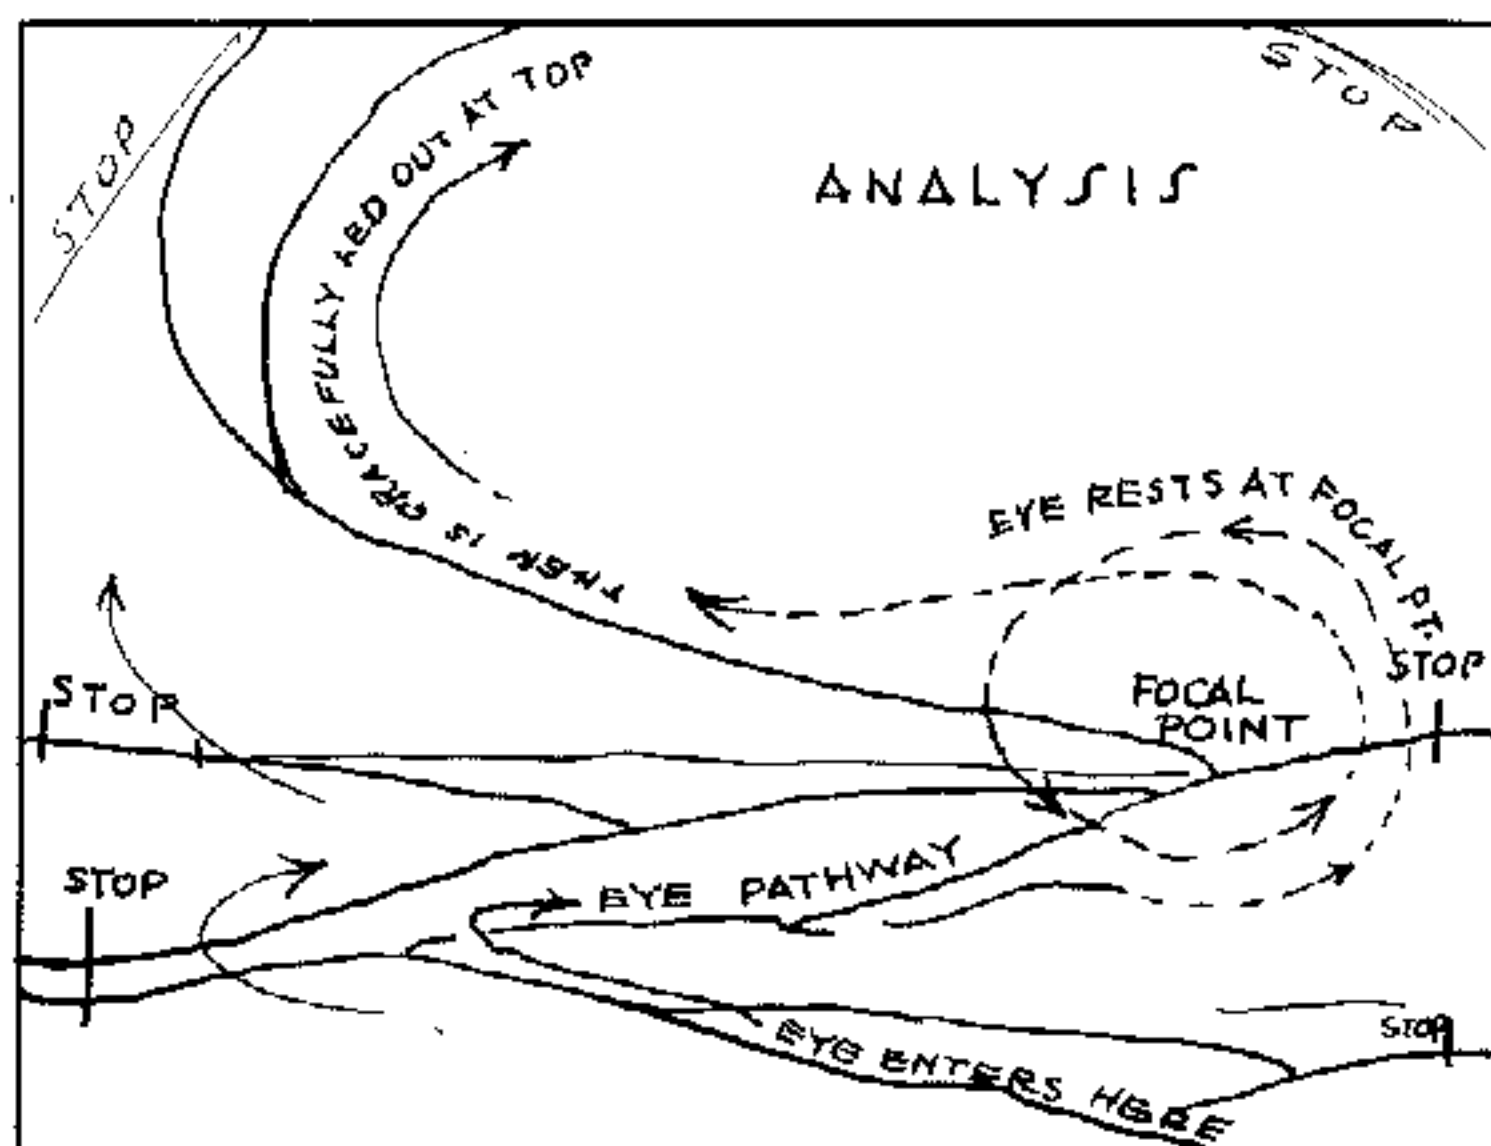 STOP
STOP
ANALYSIS
THEN IS GRACEFULLY LED OUT AT TOP
EYE RESTS AT FOCAL PT.
STOP
STOP
FOCAL
POINT
STOP
EYE PATHWAY
EYE ENTERS HERE
STOP